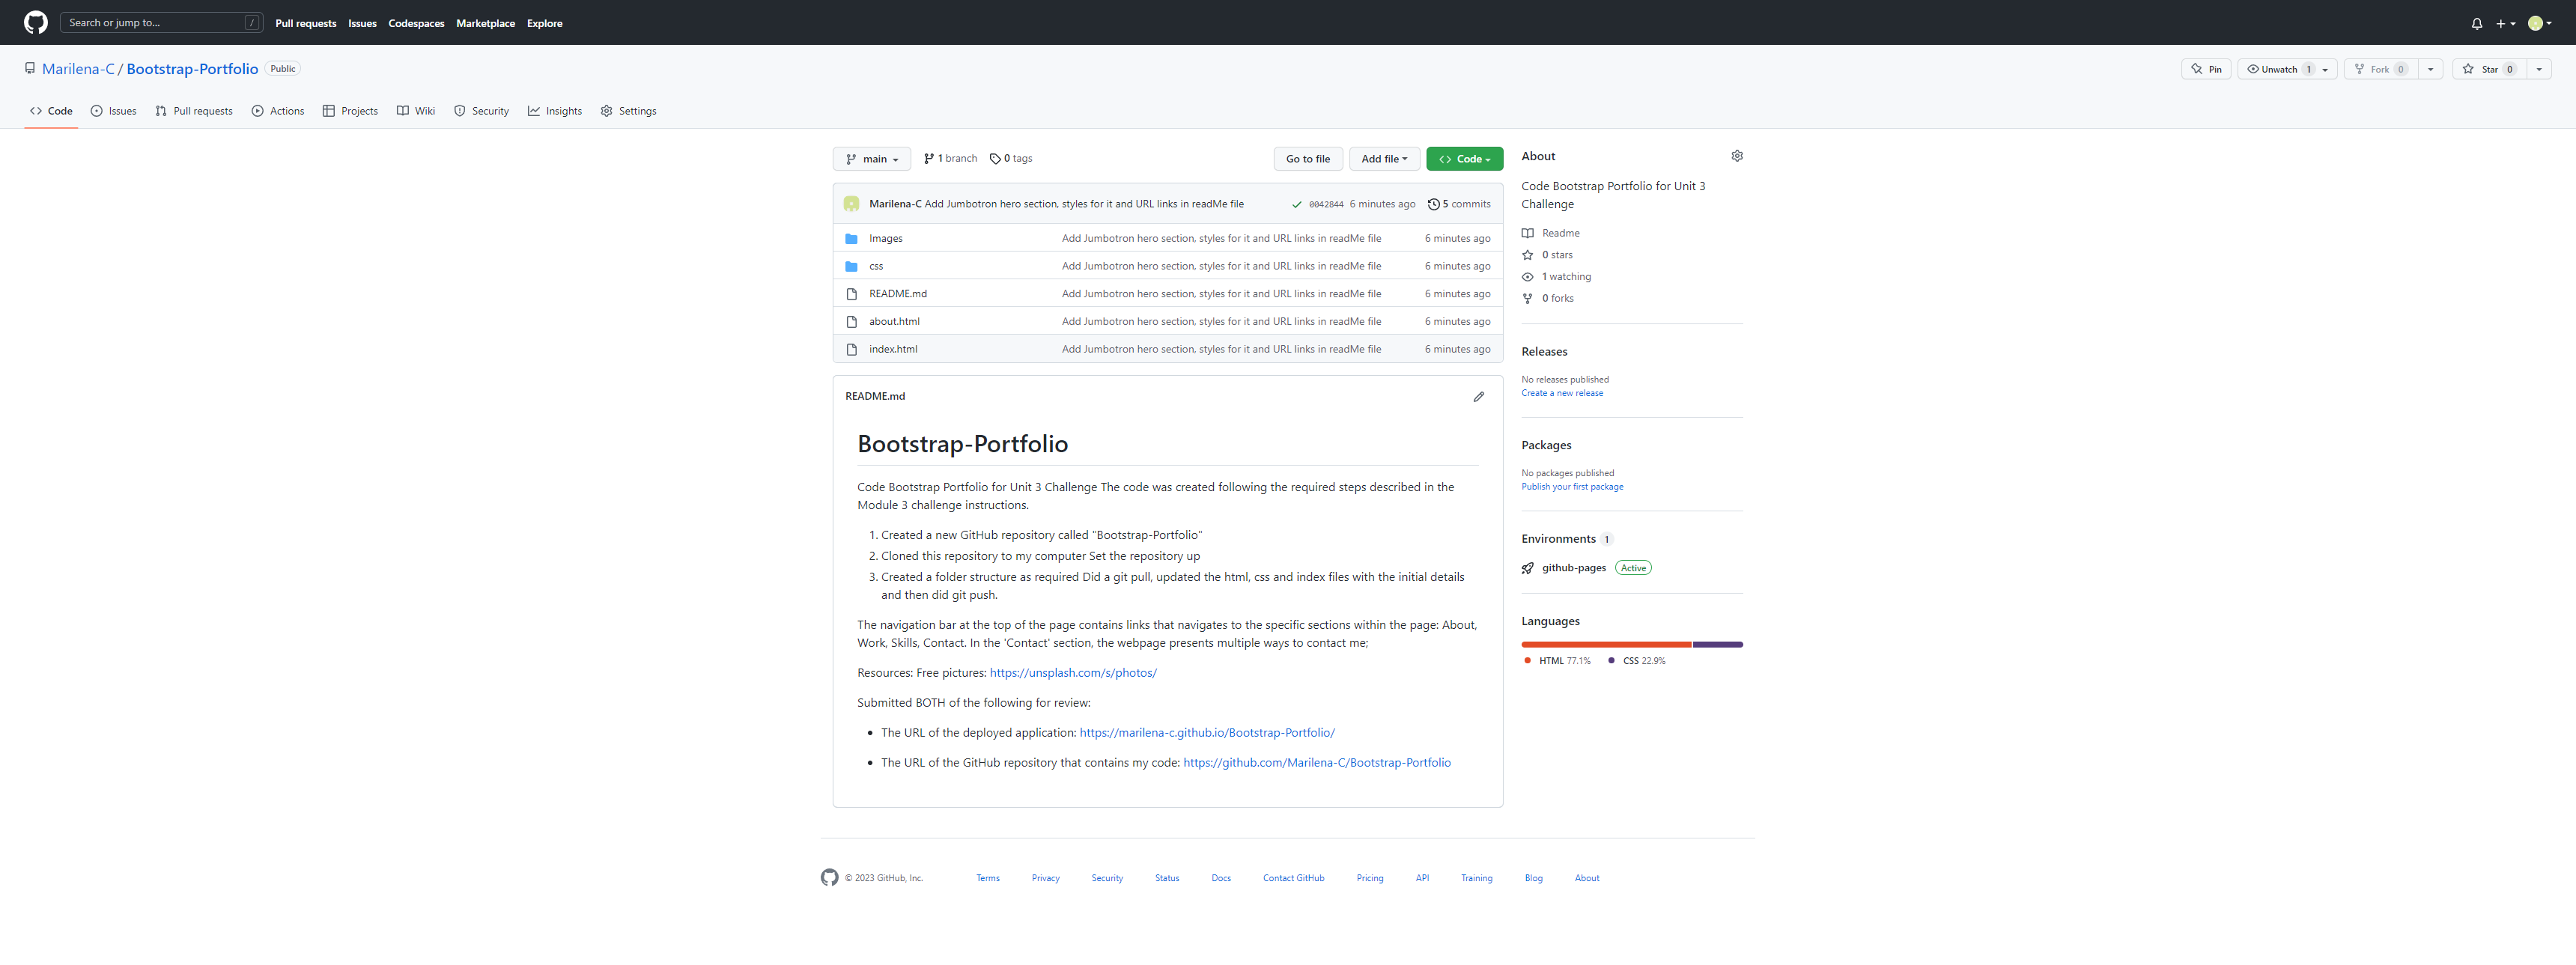 Search or jump to... /
Pull requests Issues Codespaces Marketplace Explore
Marilena-C / Bootstrap-Portfolio Public
Pin Unwatch 1 Fork 0 Star 0
Code Issues Pull requests Actions Projects Wiki Security Insights Settings
main 1 branch 0 tags Go to file Add file Code
Marilena-C Add Jumbotron hero section, styles for it and URL links in readMe file 0042844 6 minutes ago 5 commits
Images Add Jumbotron hero section, styles for it and URL links in readMe file 6 minutes ago
css Add Jumbotron hero section, styles for it and URL links in readMe file 6 minutes ago
README.md Add Jumbotron hero section, styles for it and URL links in readMe file 6 minutes ago
about.html Add Jumbotron hero section, styles for it and URL links in readMe file 6 minutes ago
index.html Add Jumbotron hero section, styles for it and URL links in readMe file 6 minutes ago
README.md
Bootstrap-Portfolio
Code Bootstrap Portfolio for Unit 3 Challenge The code was created following the required steps described in the
Module 3 challenge instructions.
1. Created a new GitHub repository called "Bootstrap-Portfolio"
2. Cloned this repository to my computer Set the repository up
3. Created a folder structure as required Did a git pull, updated the html, css and index files with the initial details
and then did git push.
The navigation bar at the top of the page contains links that navigates to the specific sections within the page: About,
Work, Skills, Contact. In the 'Contact' section, the webpage presents multiple ways to contact me;
Resources: Free pictures: https://unsplash.com/s/photos/
Submitted BOTH of the following for review:
• The URL of the deployed application: https://marilena-c.github.io/Bootstrap-Portfolio/
• The URL of the GitHub repository that contains my code: https://github.com/Marilena-C/Bootstrap-Portfolio
About
Code Bootstrap Portfolio for Unit 3
Challenge
Readme
0 stars
1 watching
0 forks
Releases
No releases published
Create a new release
Packages
No packages published
Publish your first package
Environments 1
github-pages Active
Languages
HTML 77.1% CSS 22.9%
© 2023 GitHub, Inc. Terms Privacy Security Status Docs Contact GitHub Pricing API Training Blog About